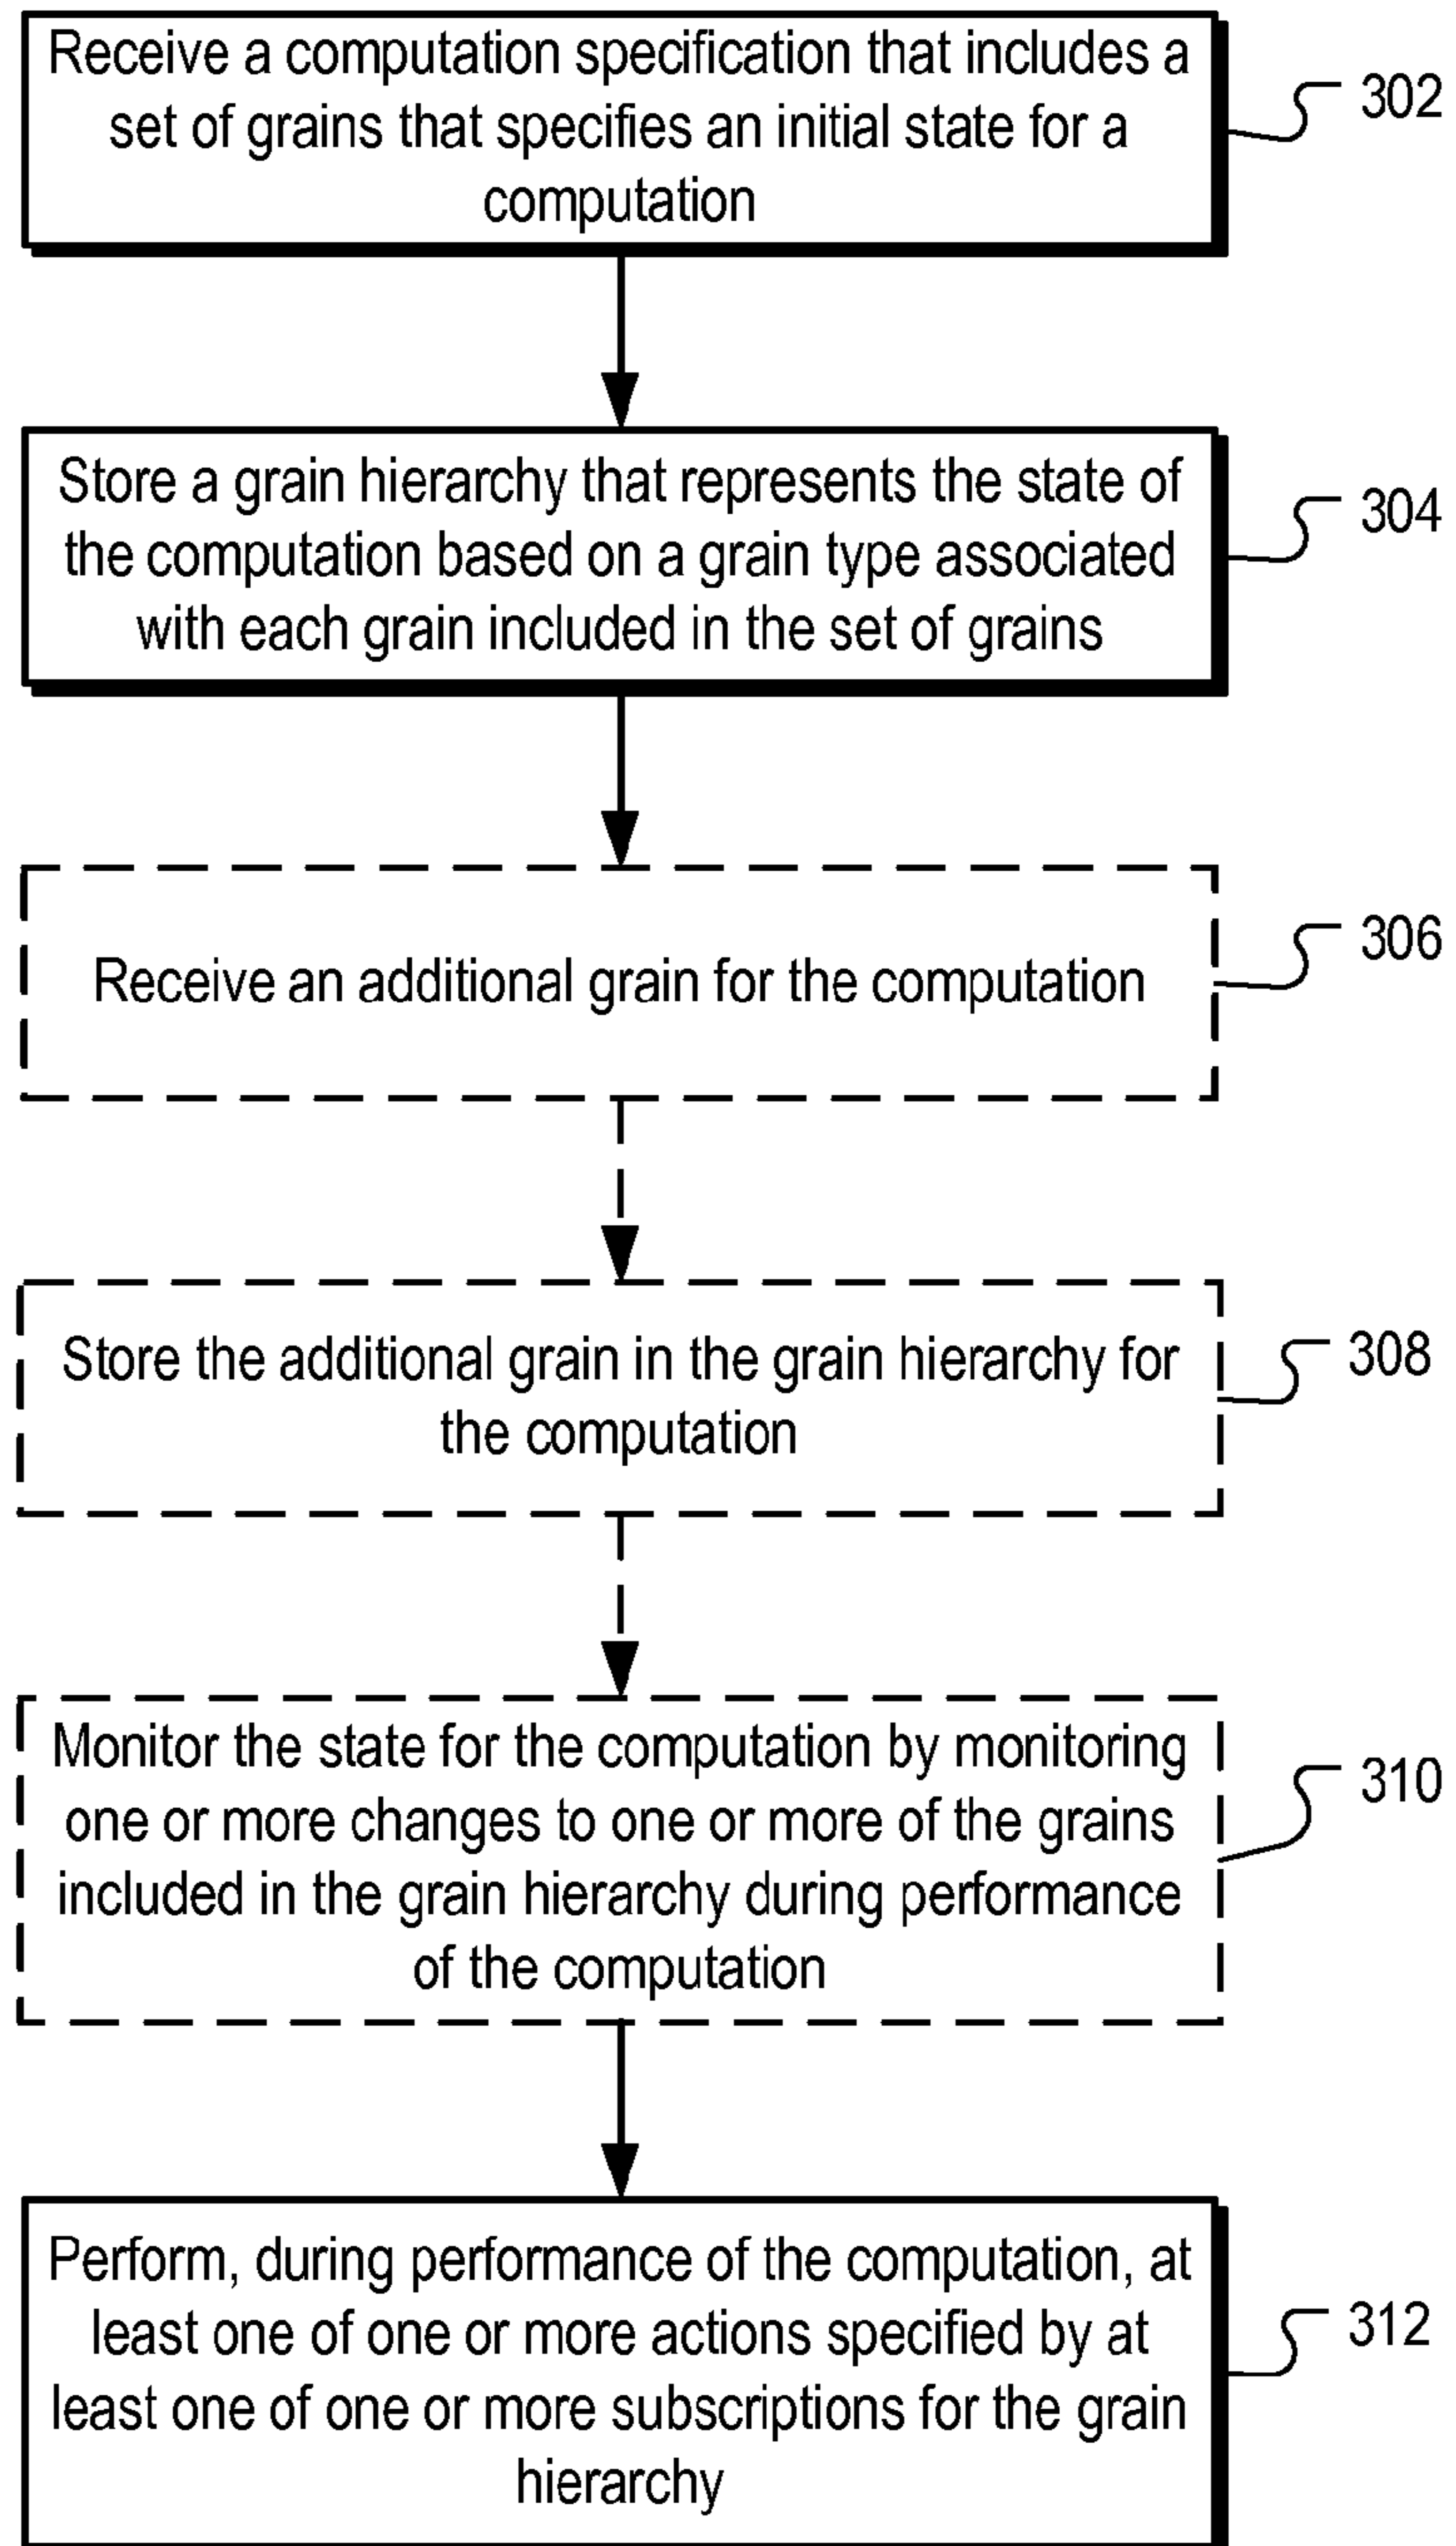 Receive a computation specification that includes a
set of grains that specifies an initial state for a
computation
302
Store a grain hierarchy that represents the state of
the computation based on a grain type associated
with each grain included in the set of grains
304
Receive an additional grain for the computation
306
Store the additional grain in the grain hierarchy for
the computation
308
Monitor the state for the computation by monitoring
one or more changes to one or more of the grains
included in the grain hierarchy during performance
of the computation
310
Perform, during performance of the computation, at
least one of one or more actions specified by at
least one of one or more subscriptions for the grain
hierarchy
312